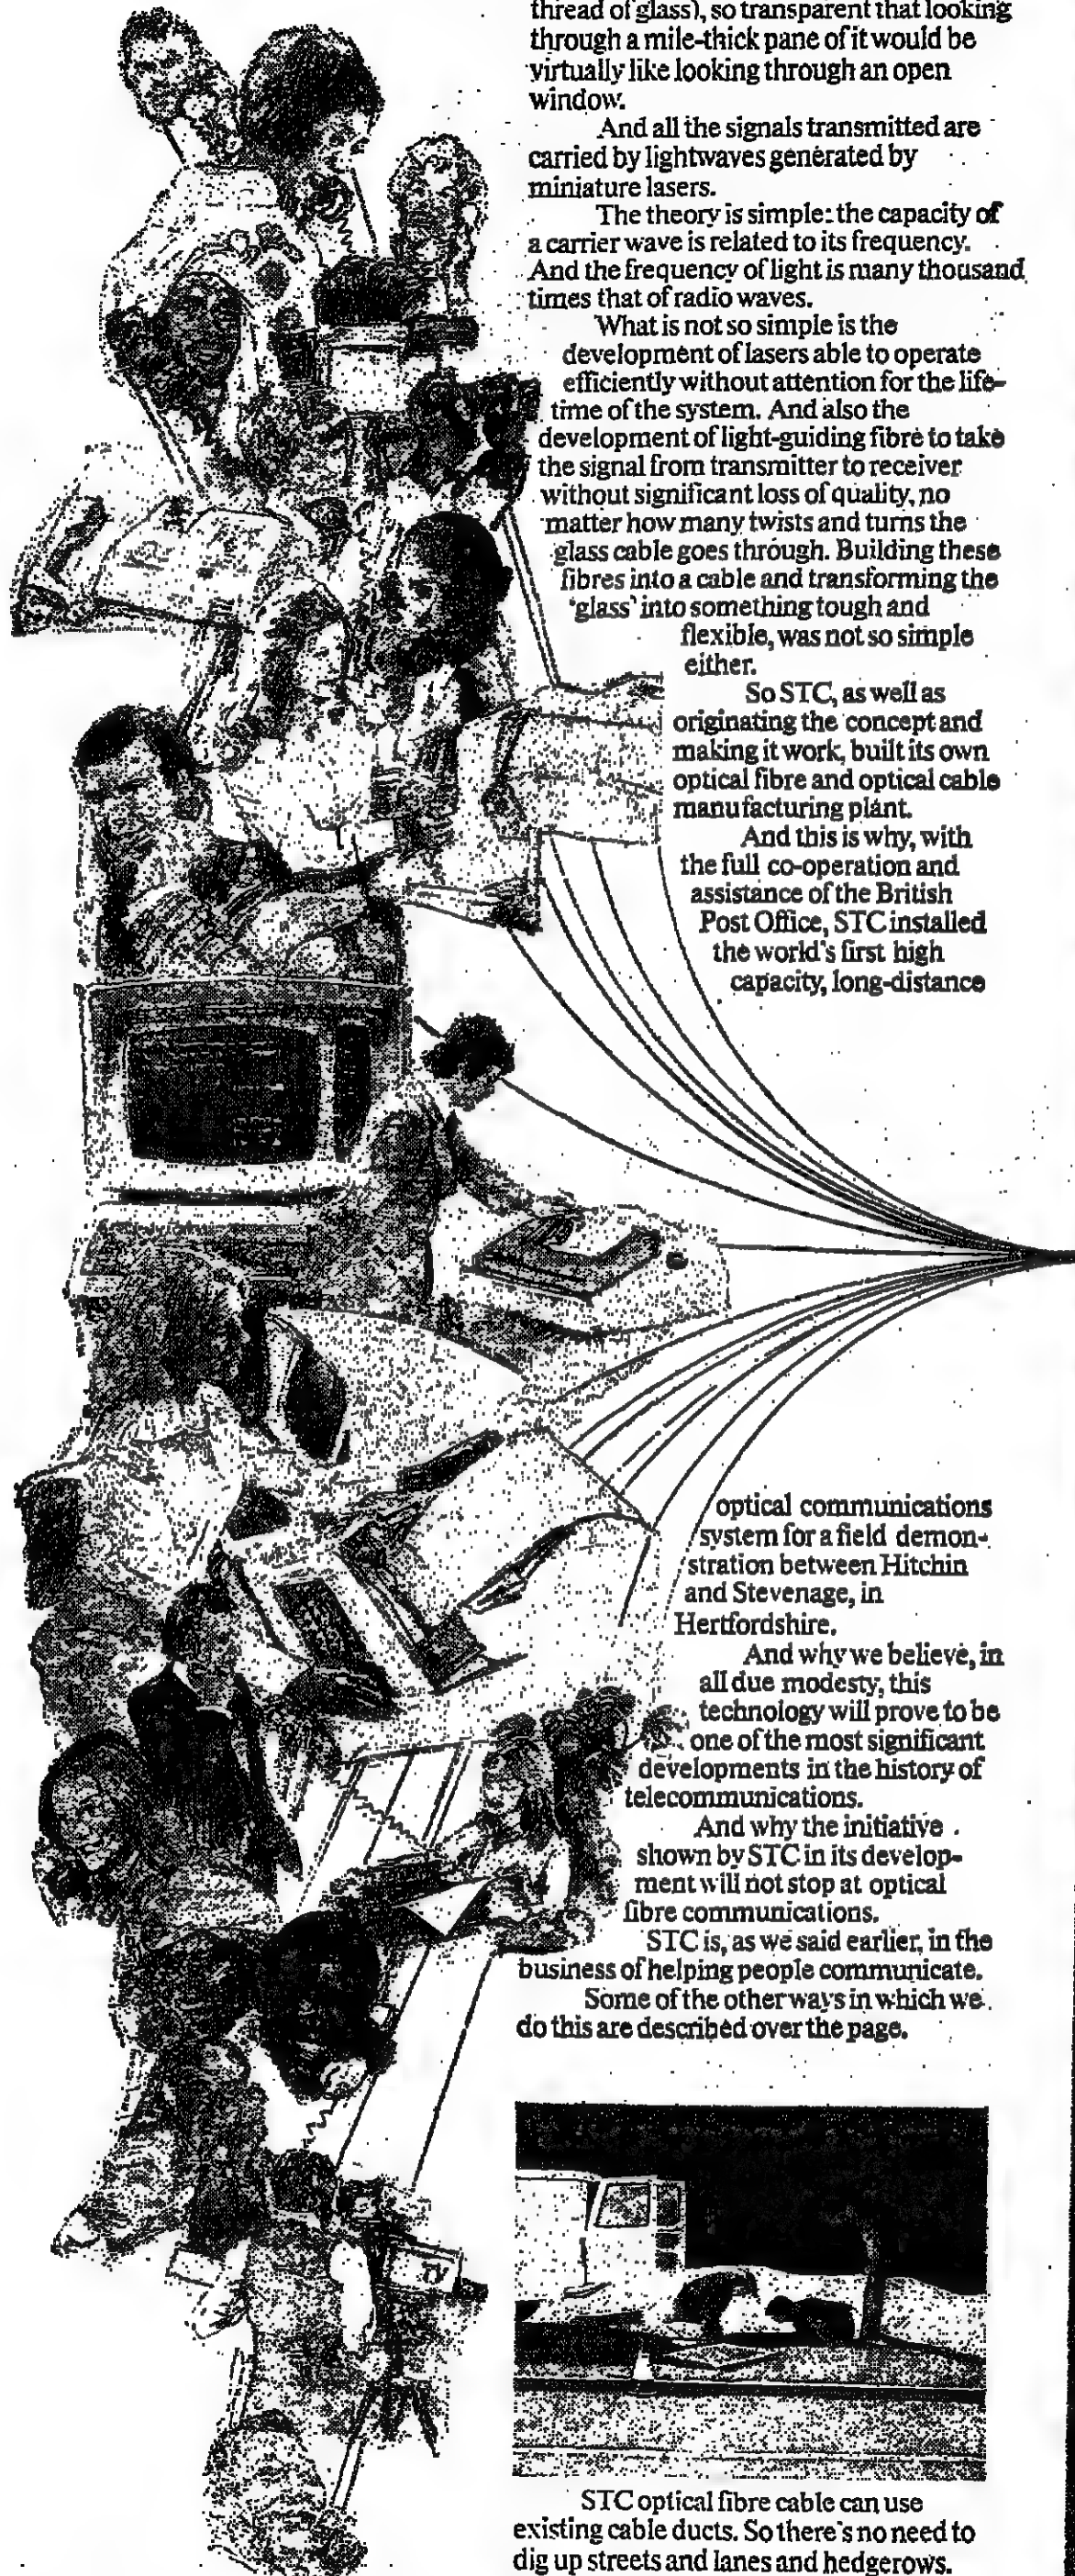 thread of glass), so transparent that looking
through a mile-thick pane of it would be
virtually like looking through an open
window.
And all the signals transmitted are
carried by lightwaves generated by
miniature lasers.
The theory is simple: the capacity of
a carrier wave is related to its frequency.
And the frequency of light is many thousand
times that of radio waves.
What is not so simple is the
development of lasers able to operate
efficiently without attention for the life-
time of the system. And also the
development of light-guiding fibre to take
the signal from transmitter to receiver
without significant loss of quality, no
matter how many twists and turns the
glass cable goes through. Building these
fibres into a cable and transforming the
'glass' into something tough and
flexible, was not so simple
either.
So STC, as well as
originating the concept and
making it work, built its own
optical fibre and optical cable
manufacturing plant.
And this is why, with
the full co-operation and
assistance of the British
Post Office, STC installed
the world's first high
capacity, long-distance
optical communications
system for a field demon-
stration between Hitchin
and Stevenage, in
Hertfordshire.
And why we believe, in
all due modesty, this
technology will prove to be
one of the most significant
developments in the history of
telecommunications.
And why the initiative
shown by STC in its develop-
ment will not stop at optical
fibre communications.
STC is, as we said earlier, in the
business of helping people communicate.
Some of the other ways in which we
do this are described over the page.
TV
STC optical fibre cable can use
existing cable ducts. So there's no need to
dig up streets and lanes and hedgerows.